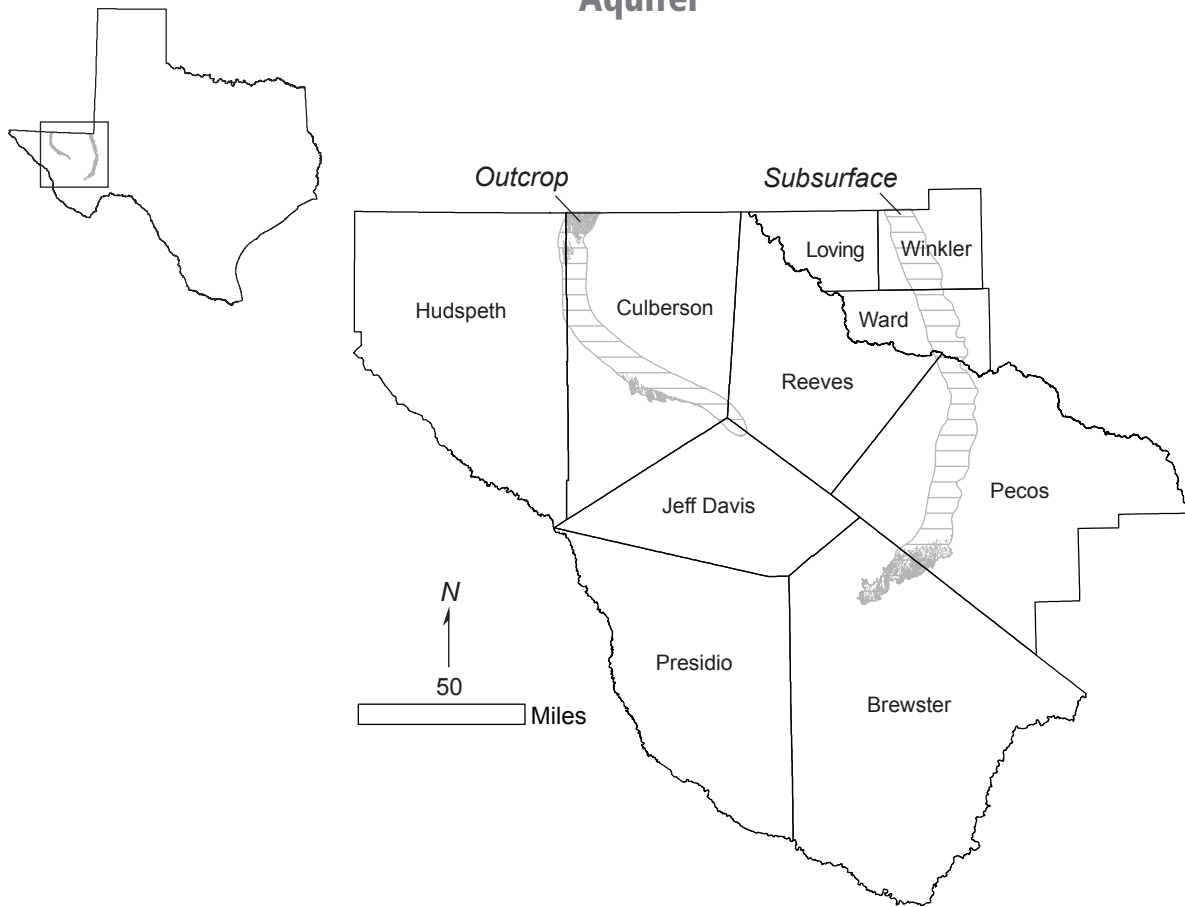 Aquifer
Outcrop
Subsurface
Loving
Winkler
Hudspeth
Culberson
Ward
Reeves
Pecos
Jeff Davis
N
50
Miles
Presidio
Brewster